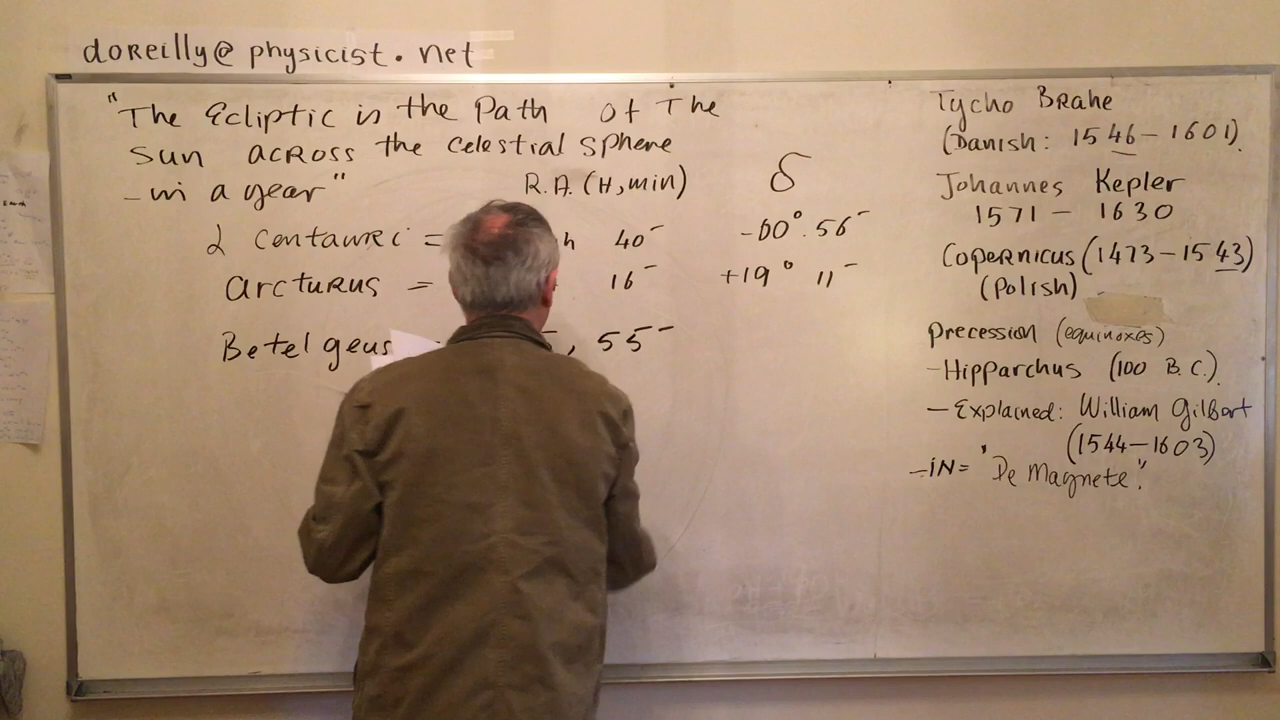 doreilly@physicist.net
"The Ecliptic is the Path of The
Sun across the celestial sphere
- in a year"
R.A. (H, min) δ
α Centauri = h 40′ -60° 56′
Arcturus = 16′ +19° 11′
Betelgeus , 55′
Tycho Brahe
(Danish: 1546 – 1601).
Johannes Kepler
1571 – 1630
Copernicus (1473 – 1543)
(Polish)
Precession (equinoxes)
- Hipparchus (100 B.C.).
- Explained: William Gilbert
(1544 – 1603)
- in = "De Magnete".